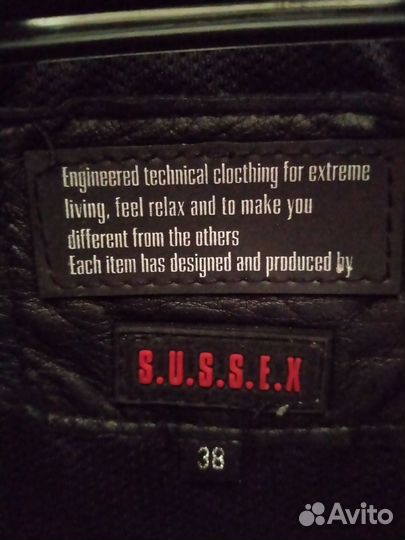 Engineered technical clocthing for extreme
living, feel relax and to make you
different from the others
Each item has designed and produced by
S.U.S.S.E.X
38
Avito